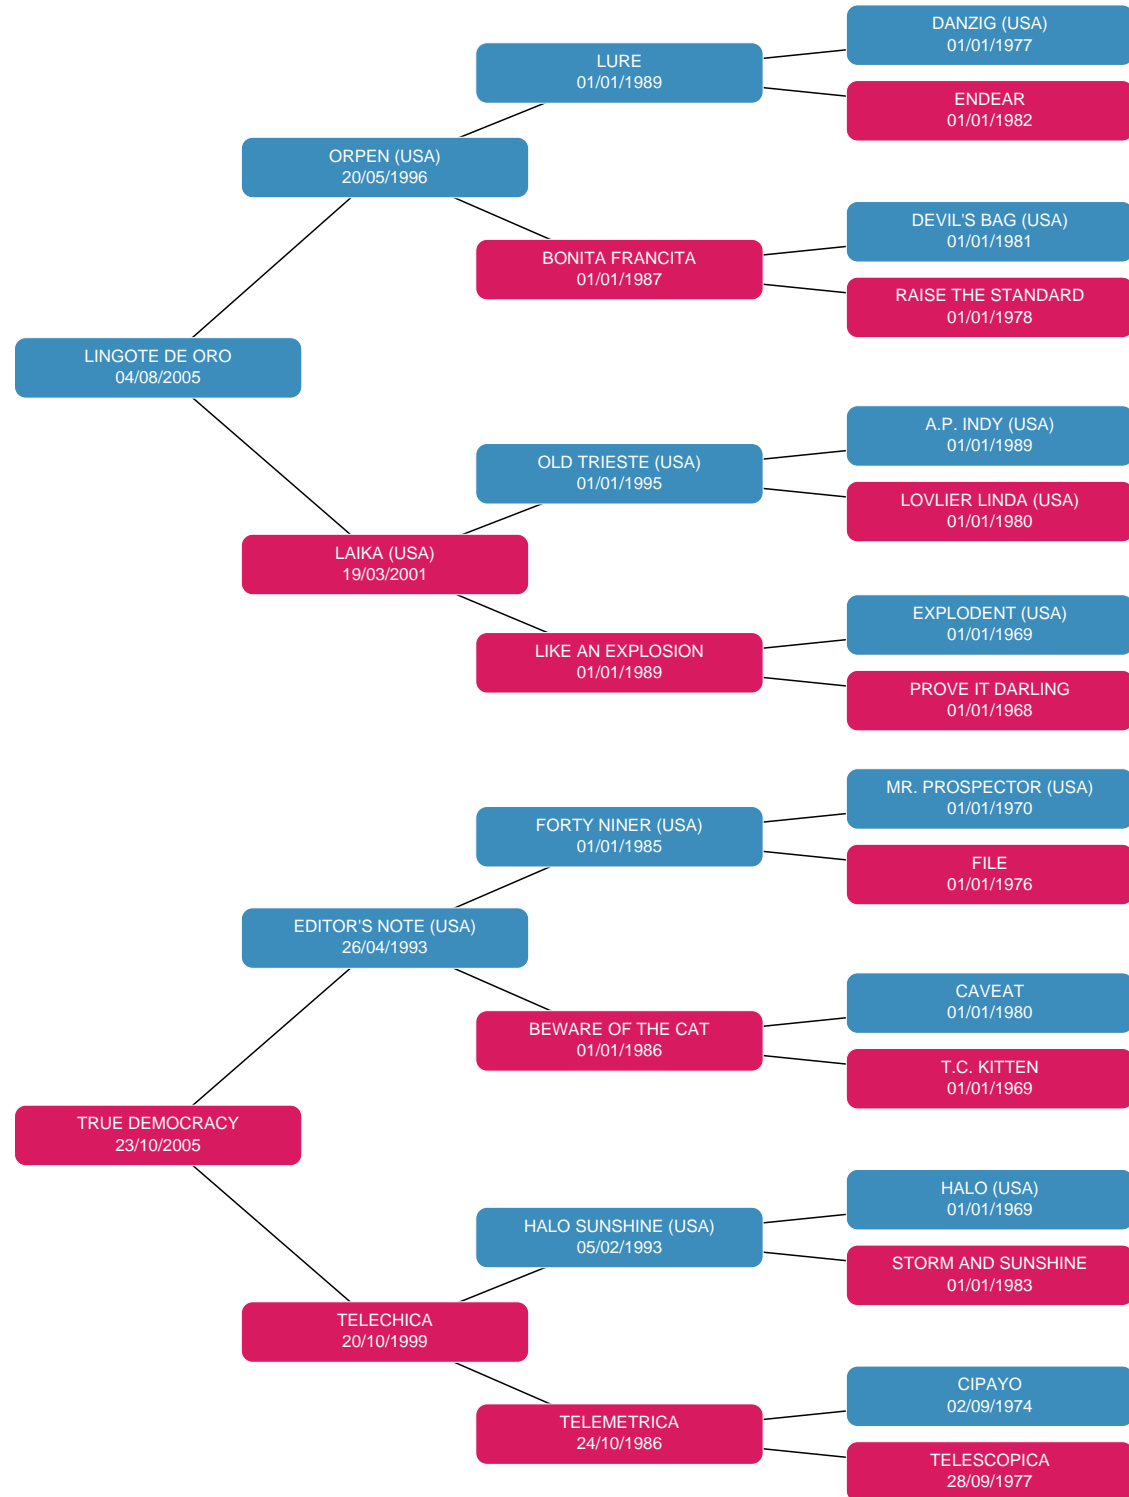 DANZIG (USA)
01/01/1977
LURE
01/01/1989
ENDEAR
01/01/1982
ORPEN (USA)
20/05/1996
DEVIL'S BAG (USA)
01/01/1981
BONITA FRANCITA
01/01/1987
RAISE THE STANDARD
01/01/1978
LINGOTE DE ORO
04/08/2005
A.P. INDY (USA)
01/01/1989
OLD TRIESTE (USA)
01/01/1995
LOVLIER LINDA (USA)
01/01/1980
LAIKA (USA)
19/03/2001
EXPLODENT (USA)
01/01/1969
LIKE AN EXPLOSION
01/01/1989
PROVE IT DARLING
01/01/1968
MR. PROSPECTOR (USA)
01/01/1970
FORTY NINER (USA)
01/01/1985
FILE
01/01/1976
EDITOR'S NOTE (USA)
26/04/1993
CAVEAT
01/01/1980
BEWARE OF THE CAT
01/01/1986
T.C. KITTEN
01/01/1969
TRUE DEMOCRACY
23/10/2005
HALO (USA)
01/01/1969
HALO SUNSHINE (USA)
05/02/1993
STORM AND SUNSHINE
01/01/1983
TELECHICA
20/10/1999
CIPAYO
02/09/1974
TELEMETRICA
24/10/1986
TELESCOPICA
28/09/1977